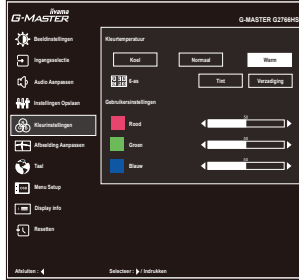 iiyama
G-MASTER
G-MASTER G2766HS
Beeldinstellingen
Ingangsselectie
Audio Aanpassen
Instellingen Opslaan
Kleurinstellingen
Afbeelding Aanpassen
Taal
Menu Setup
Display info
Resetten
Kleurtemperatuur
Koel
Normaal
Warm
6-as
Tint
Verzadiging
Gebruikersinstellingen
Rood
50
Groen
50
Blauw
50
Afsluiten :
Selecteer : / Indrukken